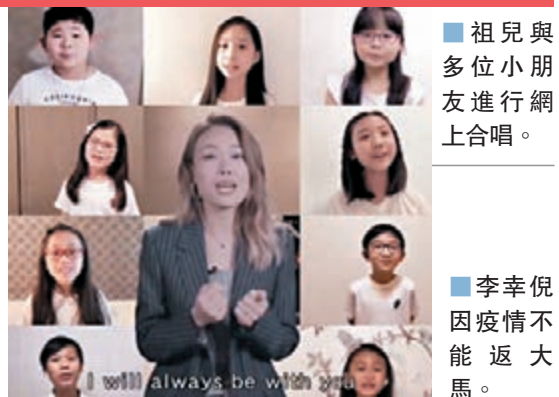 ■祖兒與
多位小朋
友進行網
上合唱。
■李幸倪
因疫情不
能返大
馬。
I will always be with you